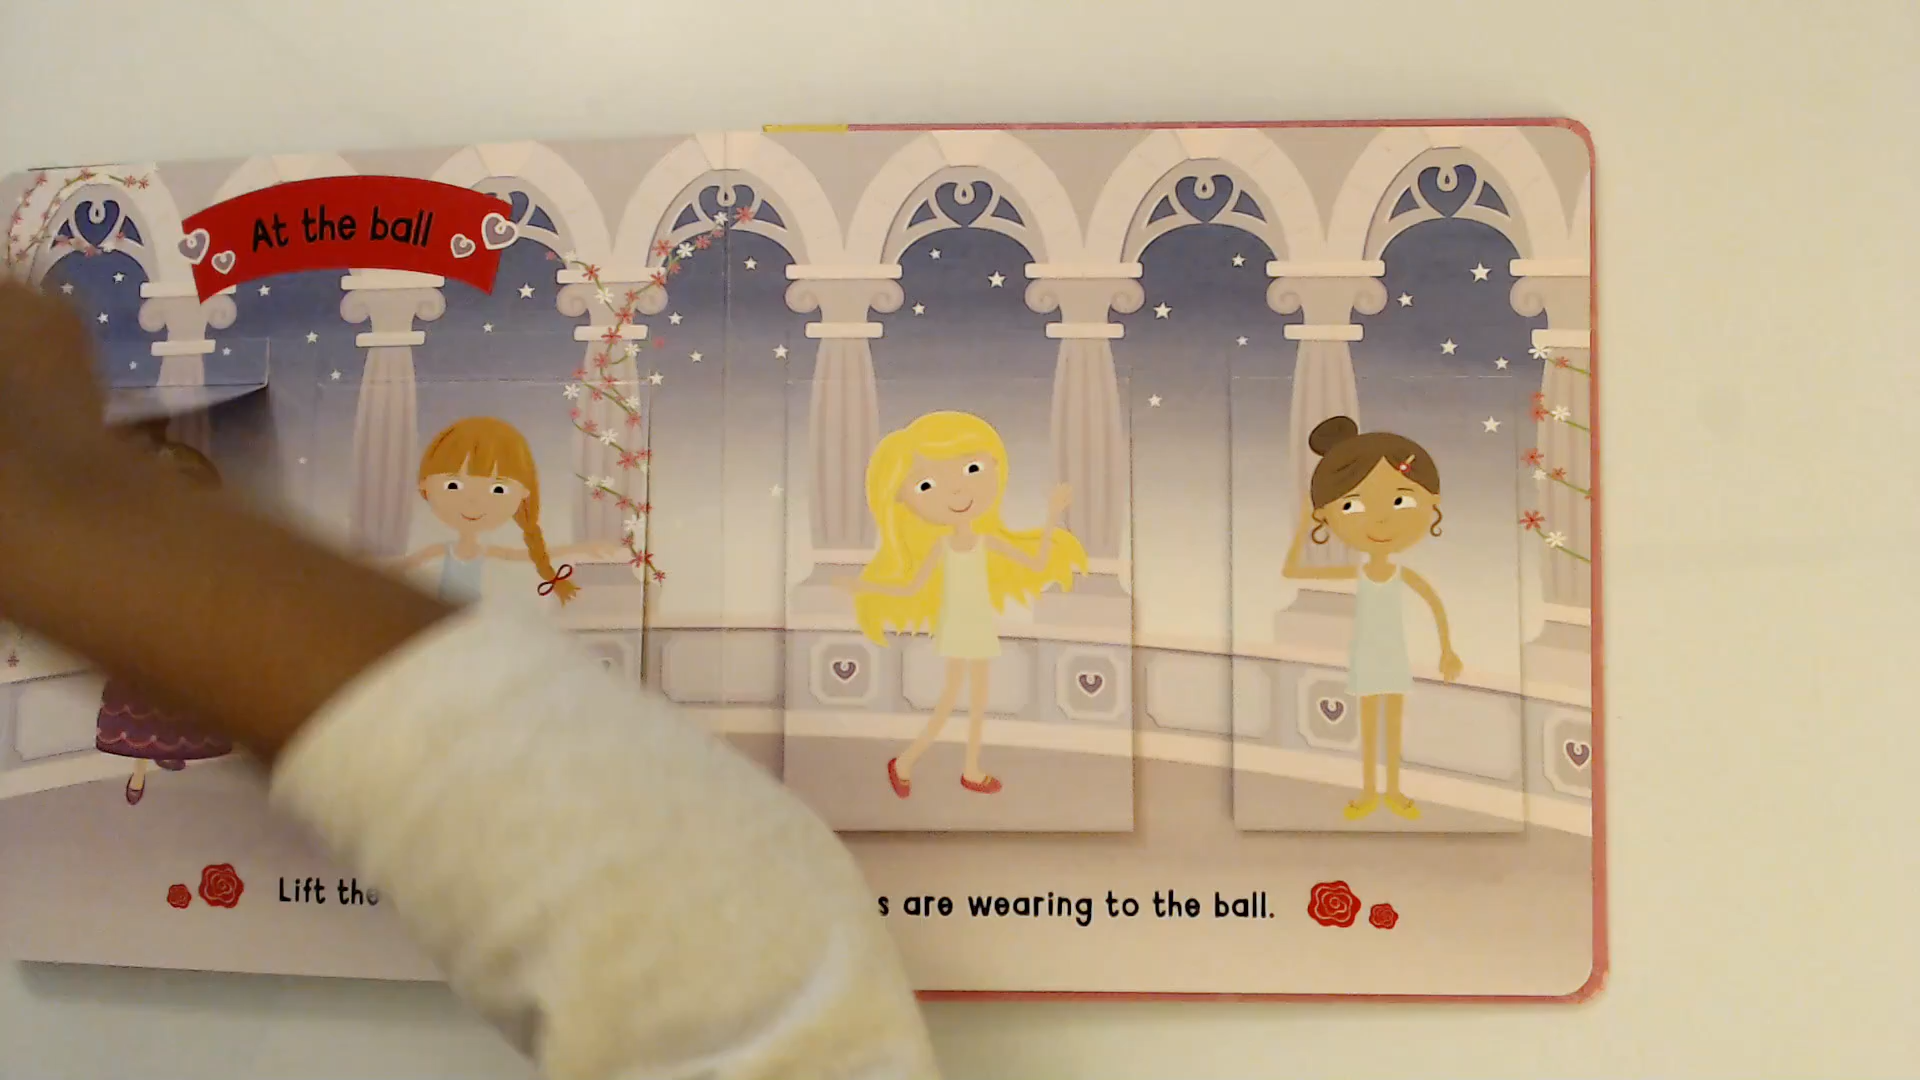 At the ball
Lift the
s are wearing to the ball.